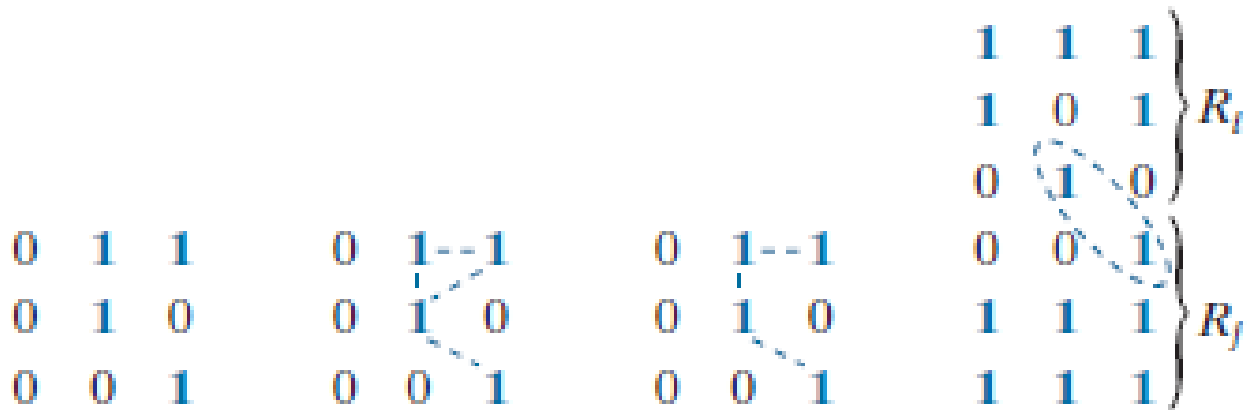 1 1 1
1 0 1 Rᵢ
0 1 0
0 1 1 0 1 1 0 1 1 0 0 1
0 1 0 0 1 0 0 1 0 1 1 1 Rⱼ
0 0 1 0 0 1 0 0 1 1 1 1